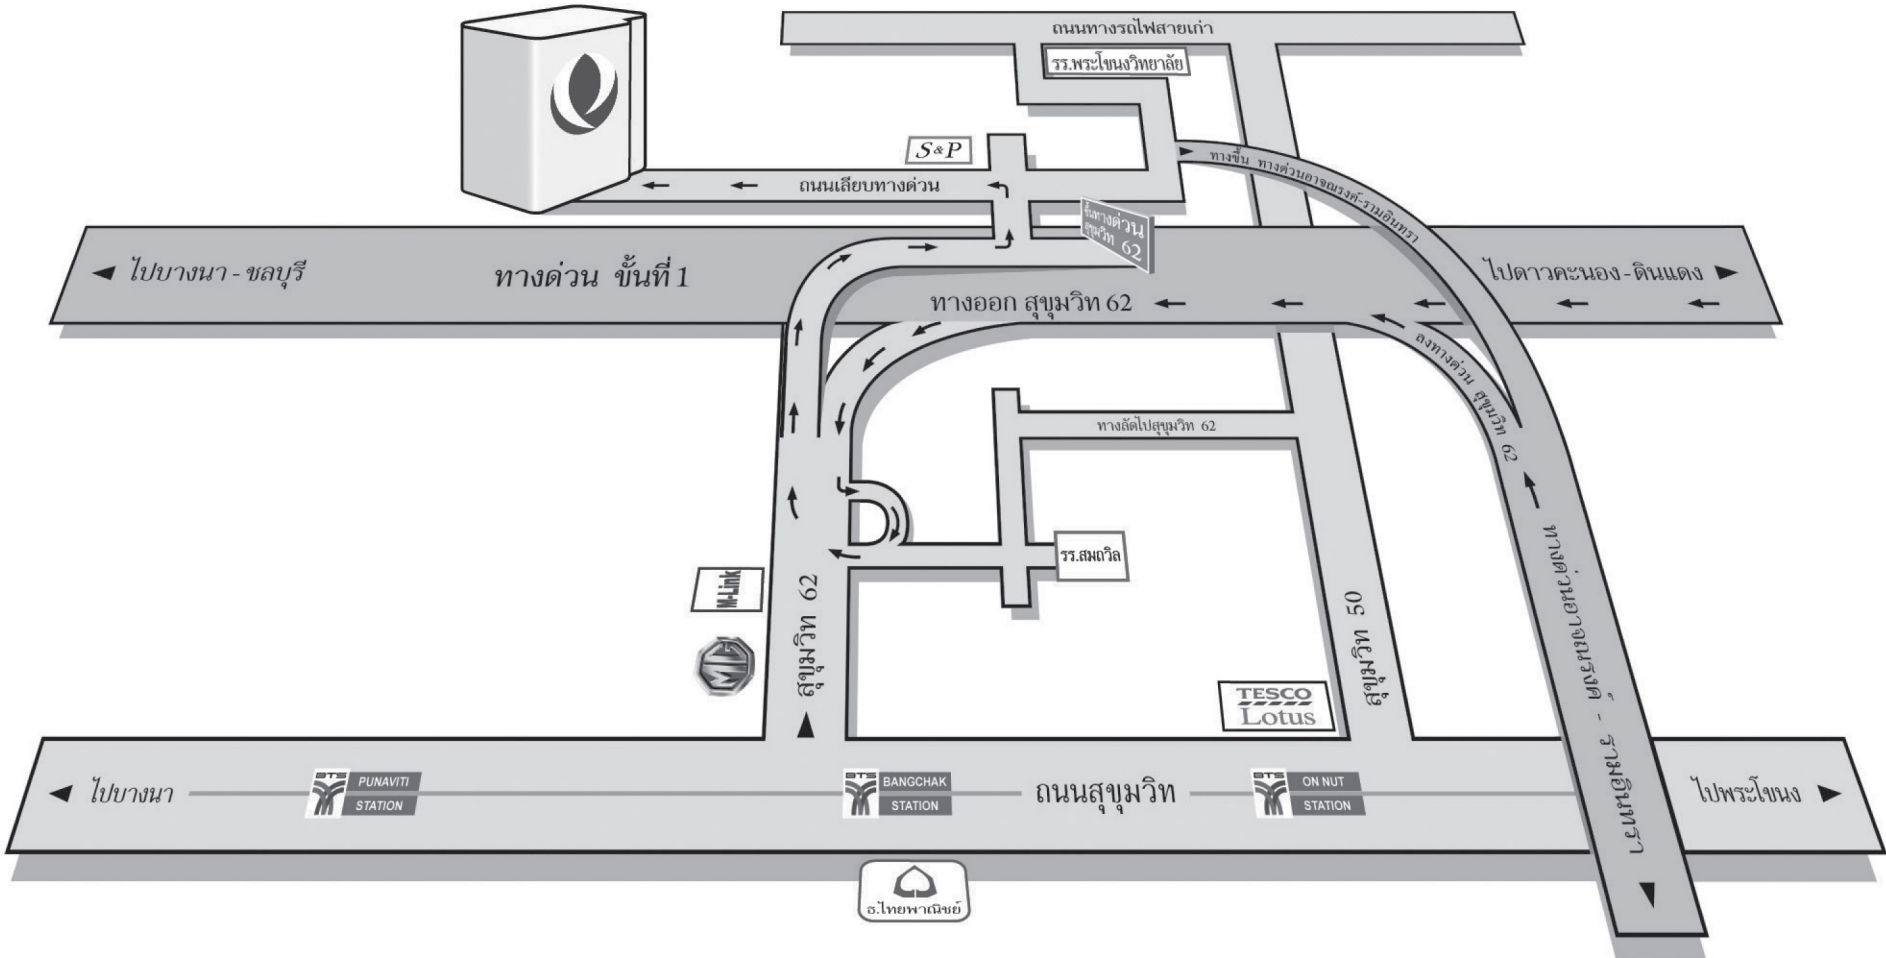 ถนนทางรถไฟสายเก่า
รร.พระโขนงวิทยาลัย
S&P
ถนนเลียบทางด่วน
ทางขึ้น ทางด่วนอาจณรงค์-รามอินทรา
ขึ้นทางด่วน
สุขุมวิท 62
ไปบางนา - ชลบุรี
ทางด่วน ขั้นที่ 1
ไปดาวคะนอง - ดินแดง
ทางออก สุขุมวิท 62
ลงทางด่วน สุขุมวิท 62
ทางลัดไปสุขุมวิท 62
รร.สมถวิล
M-Link
MG
สุขุมวิท 62
สุขุมวิท 50
ทางด่วนอาจณรงค์ - รามอินทรา
TESCO
Lotus
ไปบางนา
BTS
PUNAVITI
STATION
BTS
BANGCHAK
STATION
ถนนสุขุมวิท
BTS
ON NUT
STATION
ไปพระโขนง
ธ.ไทยพาณิชย์